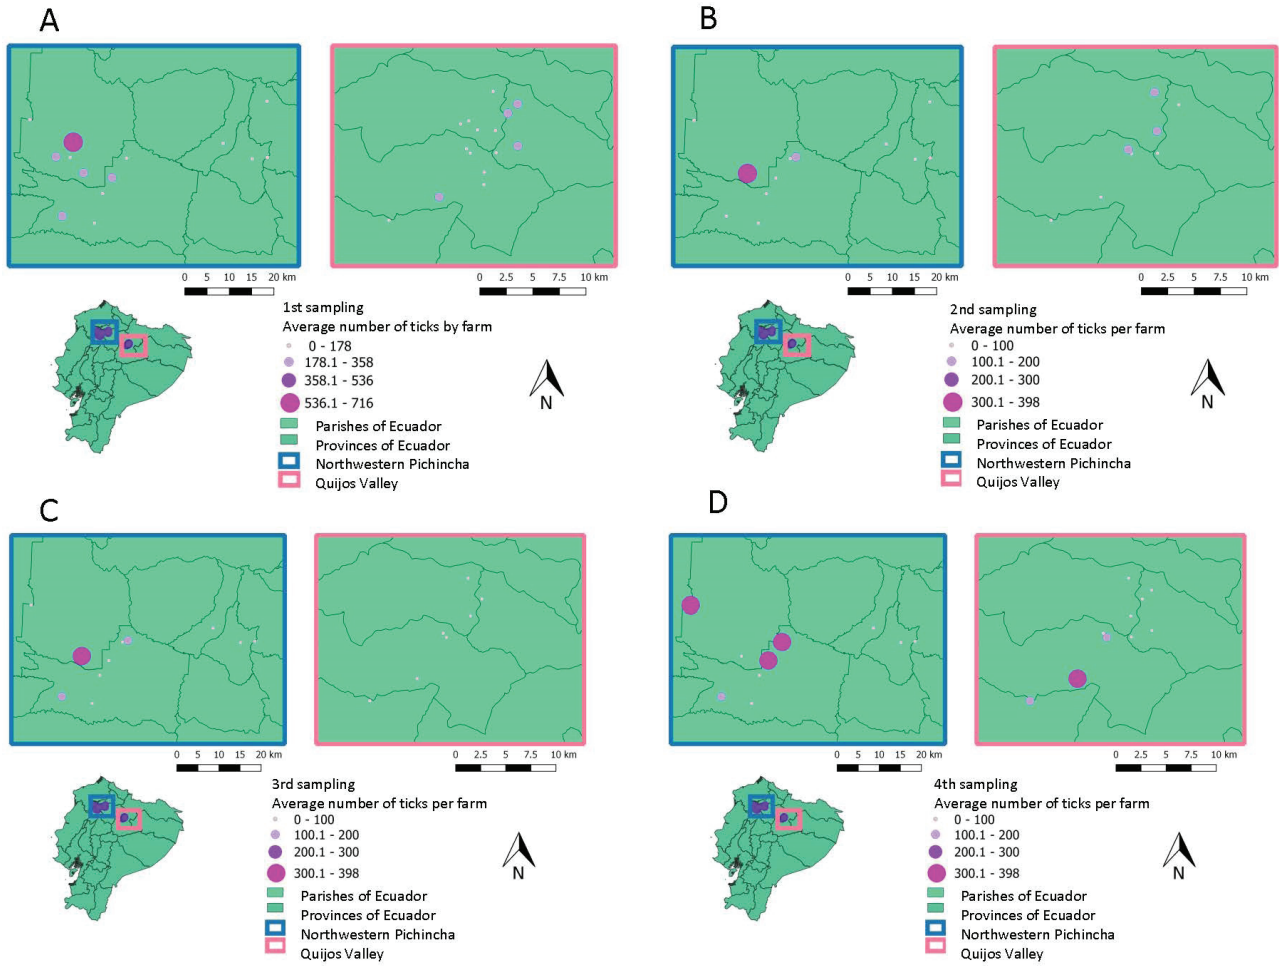 A
B
0 5 10 15 20 km
0 2.5 5 7.5 10 km
0 5 10 15 20 km
0 2.5 5 7.5 10 km
1st sampling
Average number of ticks by farm
0 - 178
178.1 - 358
358.1 - 536
536.1 - 716
Parishes of Ecuador
Provinces of Ecuador
Northwestern Pichincha
Quijos Valley
N
2nd sampling
Average number of ticks per farm
0 - 100
100.1 - 200
200.1 - 300
300.1 - 398
Parishes of Ecuador
Provinces of Ecuador
Northwestern Pichincha
Quijos Valley
N
C
D
0 5 10 15 20 km
0 2.5 5 7.5 10 km
0 5 10 15 20 km
0 2.5 5 7.5 10 km
3rd sampling
Average number of ticks per farm
0 - 100
100.1 - 200
200.1 - 300
300.1 - 398
Parishes of Ecuador
Provinces of Ecuador
Northwestern Pichincha
Quijos Valley
N
4th sampling
Average number of ticks per farm
0 - 100
100.1 - 200
200.1 - 300
300.1 - 398
Parishes of Ecuador
Provinces of Ecuador
Northwestern Pichincha
Quijos Valley
N